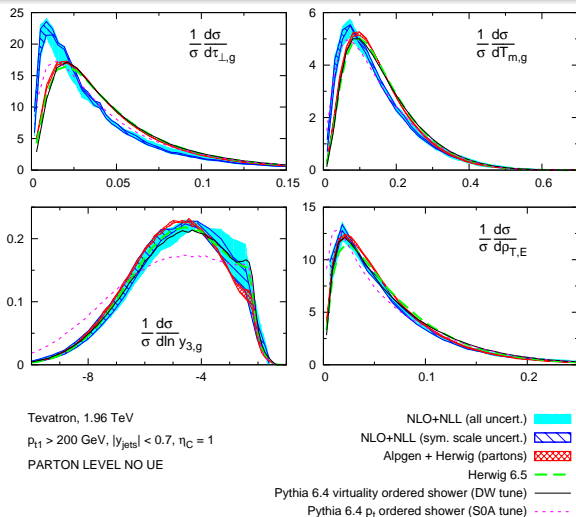 25
20
15
10
5
0
0 0.05 0.1 0.15
1/σ dσ/dτ⊥,g
6
4
2
0
0 0.2 0.4 0.6
1/σ dσ/dTm,g
0.2
0.1
0
-8 -4
1/σ dσ/dln y3,g
15
10
5
0
0.1 0.2
1/σ dσ/dpT,E
Tevatron, 1.96 TeV
pt1 > 200 GeV, |yjets| < 0.7, ηC = 1
PARTON LEVEL NO UE
NLO+NLL (all uncert.)
NLO+NLL (sym. scale uncert.)
Alpgen + Herwig (partons)
Herwig 6.5
Pythia 6.4 virtuality ordered shower (DW tune)
Pythia 6.4 pt ordered shower (S0A tune)